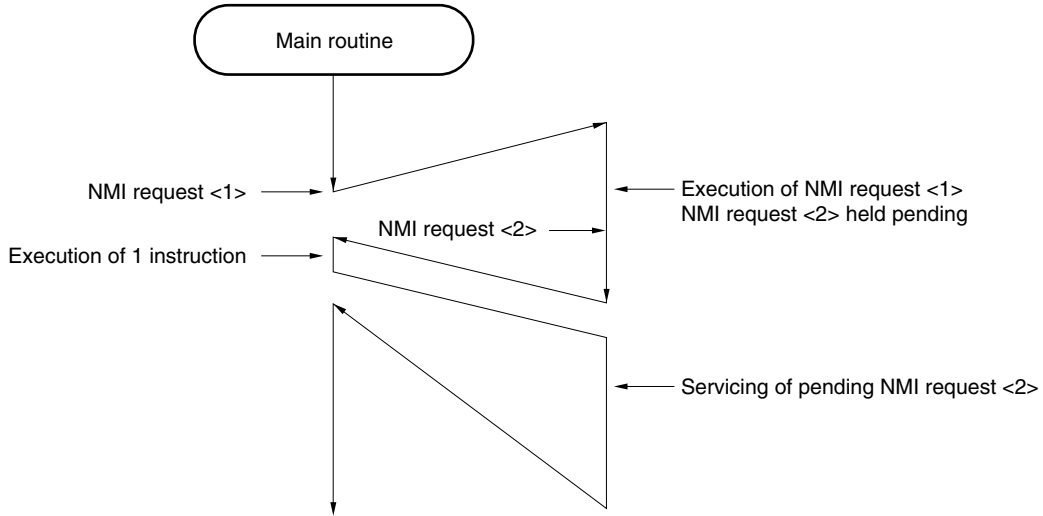 Main routine
NMI request <1>
Execution of NMI request <1>
NMI request <2> held pending
NMI request <2>
Execution of 1 instruction
Servicing of pending NMI request <2>